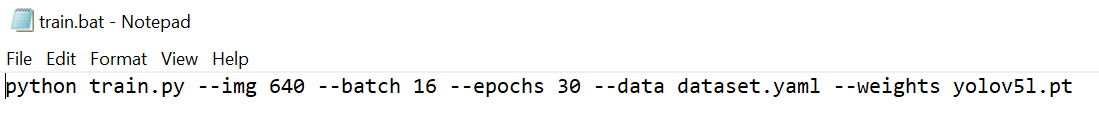 train.bat - Notepad
File Edit Format View Help
python train.py --img 640 --batch 16 --epochs 30 --data dataset.yaml --weights yolov5l.pt